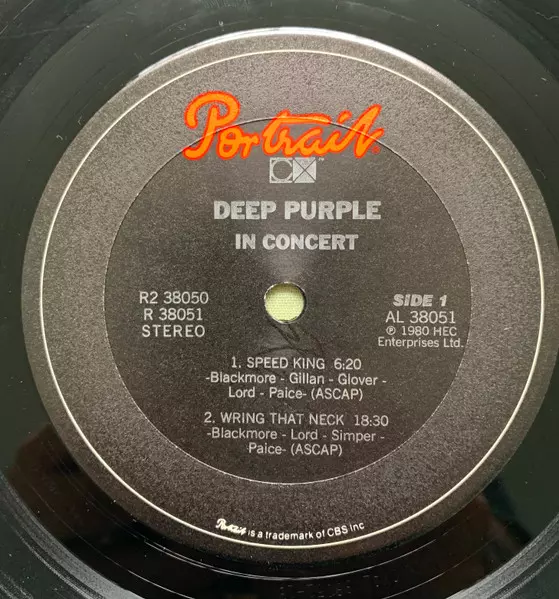 Portrait
DEEP PURPLE
IN CONCERT
R2 38050
R 38051
STEREO
SIDE 1
AL 38051
℗ 1980 HEC
Enterprises Ltd.
1. SPEED KING 6:20
-Blackmore - Gillan - Glover -
Lord - Paice- (ASCAP)
2. WRING THAT NECK 18:30
-Blackmore - Lord - Simper -
Paice- (ASCAP)
Portrait is a trademark of CBS Inc